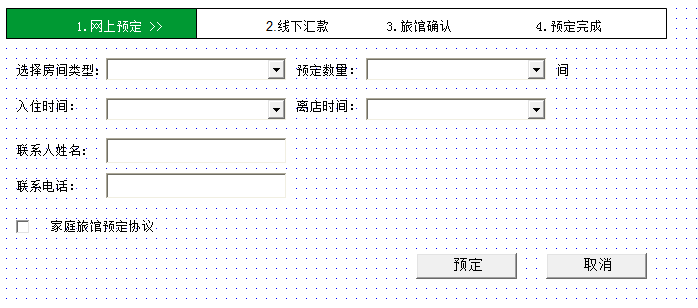 1.网上预定 >> 2.线下汇款 3.旅馆确认 4.预定完成
选择房间类型： 预定数量： 间
入住时间： 离店时间：
联系人姓名：
联系电话：
家庭旅馆预定协议
预定 取消